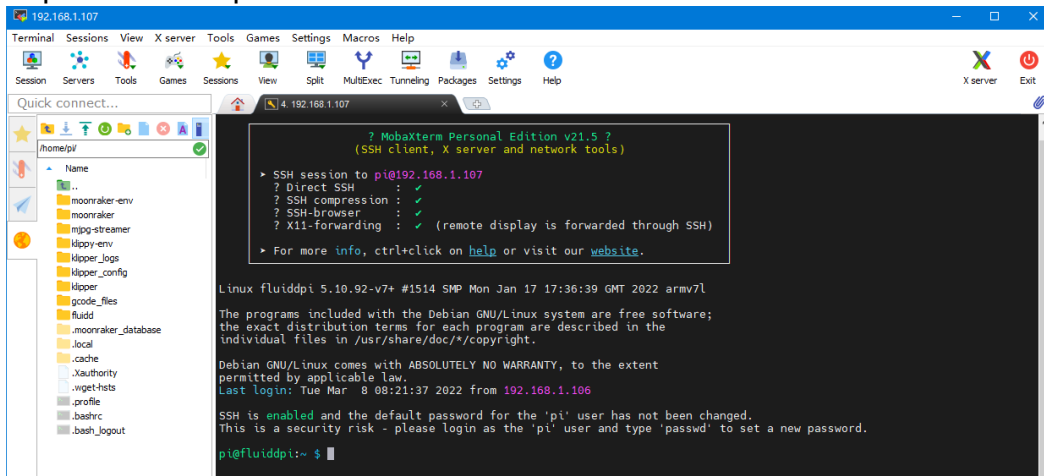 192.168.1.107
Terminal Sessions View X server Tools Games Settings Macros Help
Session Servers Tools Games Sessions View Split MultiExec Tunneling Packages Settings Help X server Exit
Quick connect...
4. 192.168.1.107
/home/pi/
Name
..
moonraker-env
moonraker
mjpg-streamer
klippy-env
klipper_logs
klipper_config
klipper
gcode_files
fluidd
.moonraker_database
.local
.cache
.Xauthority
.wget-hsts
.profile
.bashrc
.bash_logout
? MobaXterm Personal Edition v21.5 ?
(SSH client, X server and network tools)
➤ SSH session to pi@192.168.1.107
? Direct SSH : ✔
? SSH compression : ✔
? SSH-browser : ✔
? X11-forwarding : ✔ (remote display is forwarded through SSH)
➤ For more info, ctrl+click on help or visit our website.
Linux fluiddpi 5.10.92-v7+ #1514 SMP Mon Jan 17 17:36:39 GMT 2022 armv7l
The programs included with the Debian GNU/Linux system are free software;
the exact distribution terms for each program are described in the
individual files in /usr/share/doc/*/copyright.
Debian GNU/Linux comes with ABSOLUTELY NO WARRANTY, to the extent
permitted by applicable law.
Last login: Tue Mar 8 08:21:37 2022 from 192.168.1.106
SSH is enabled and the default password for the 'pi' user has not been changed.
This is a security risk - please login as the 'pi' user and type 'passwd' to set a new password.
pi@fluiddpi:~ $